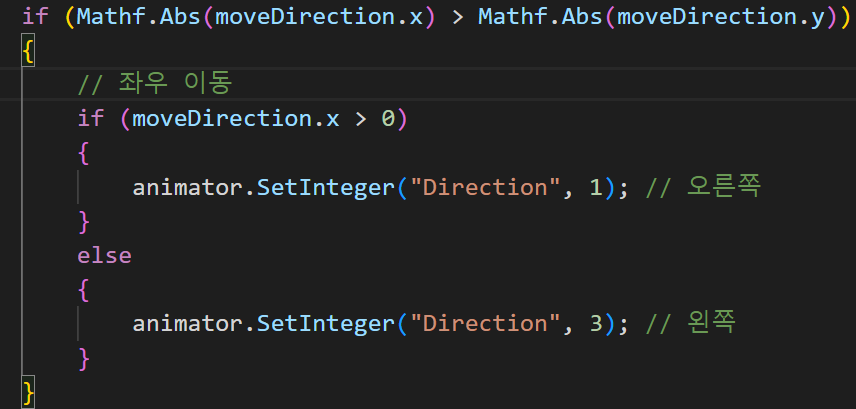 if (Mathf.Abs(moveDirection.x) > Mathf.Abs(moveDirection.y))
{
    // 좌우 이동
    if (moveDirection.x > 0)
    {
        animator.SetInteger("Direction", 1); // 오른쪽
    }
    else
    {
        animator.SetInteger("Direction", 3); // 왼쪽
    }
}